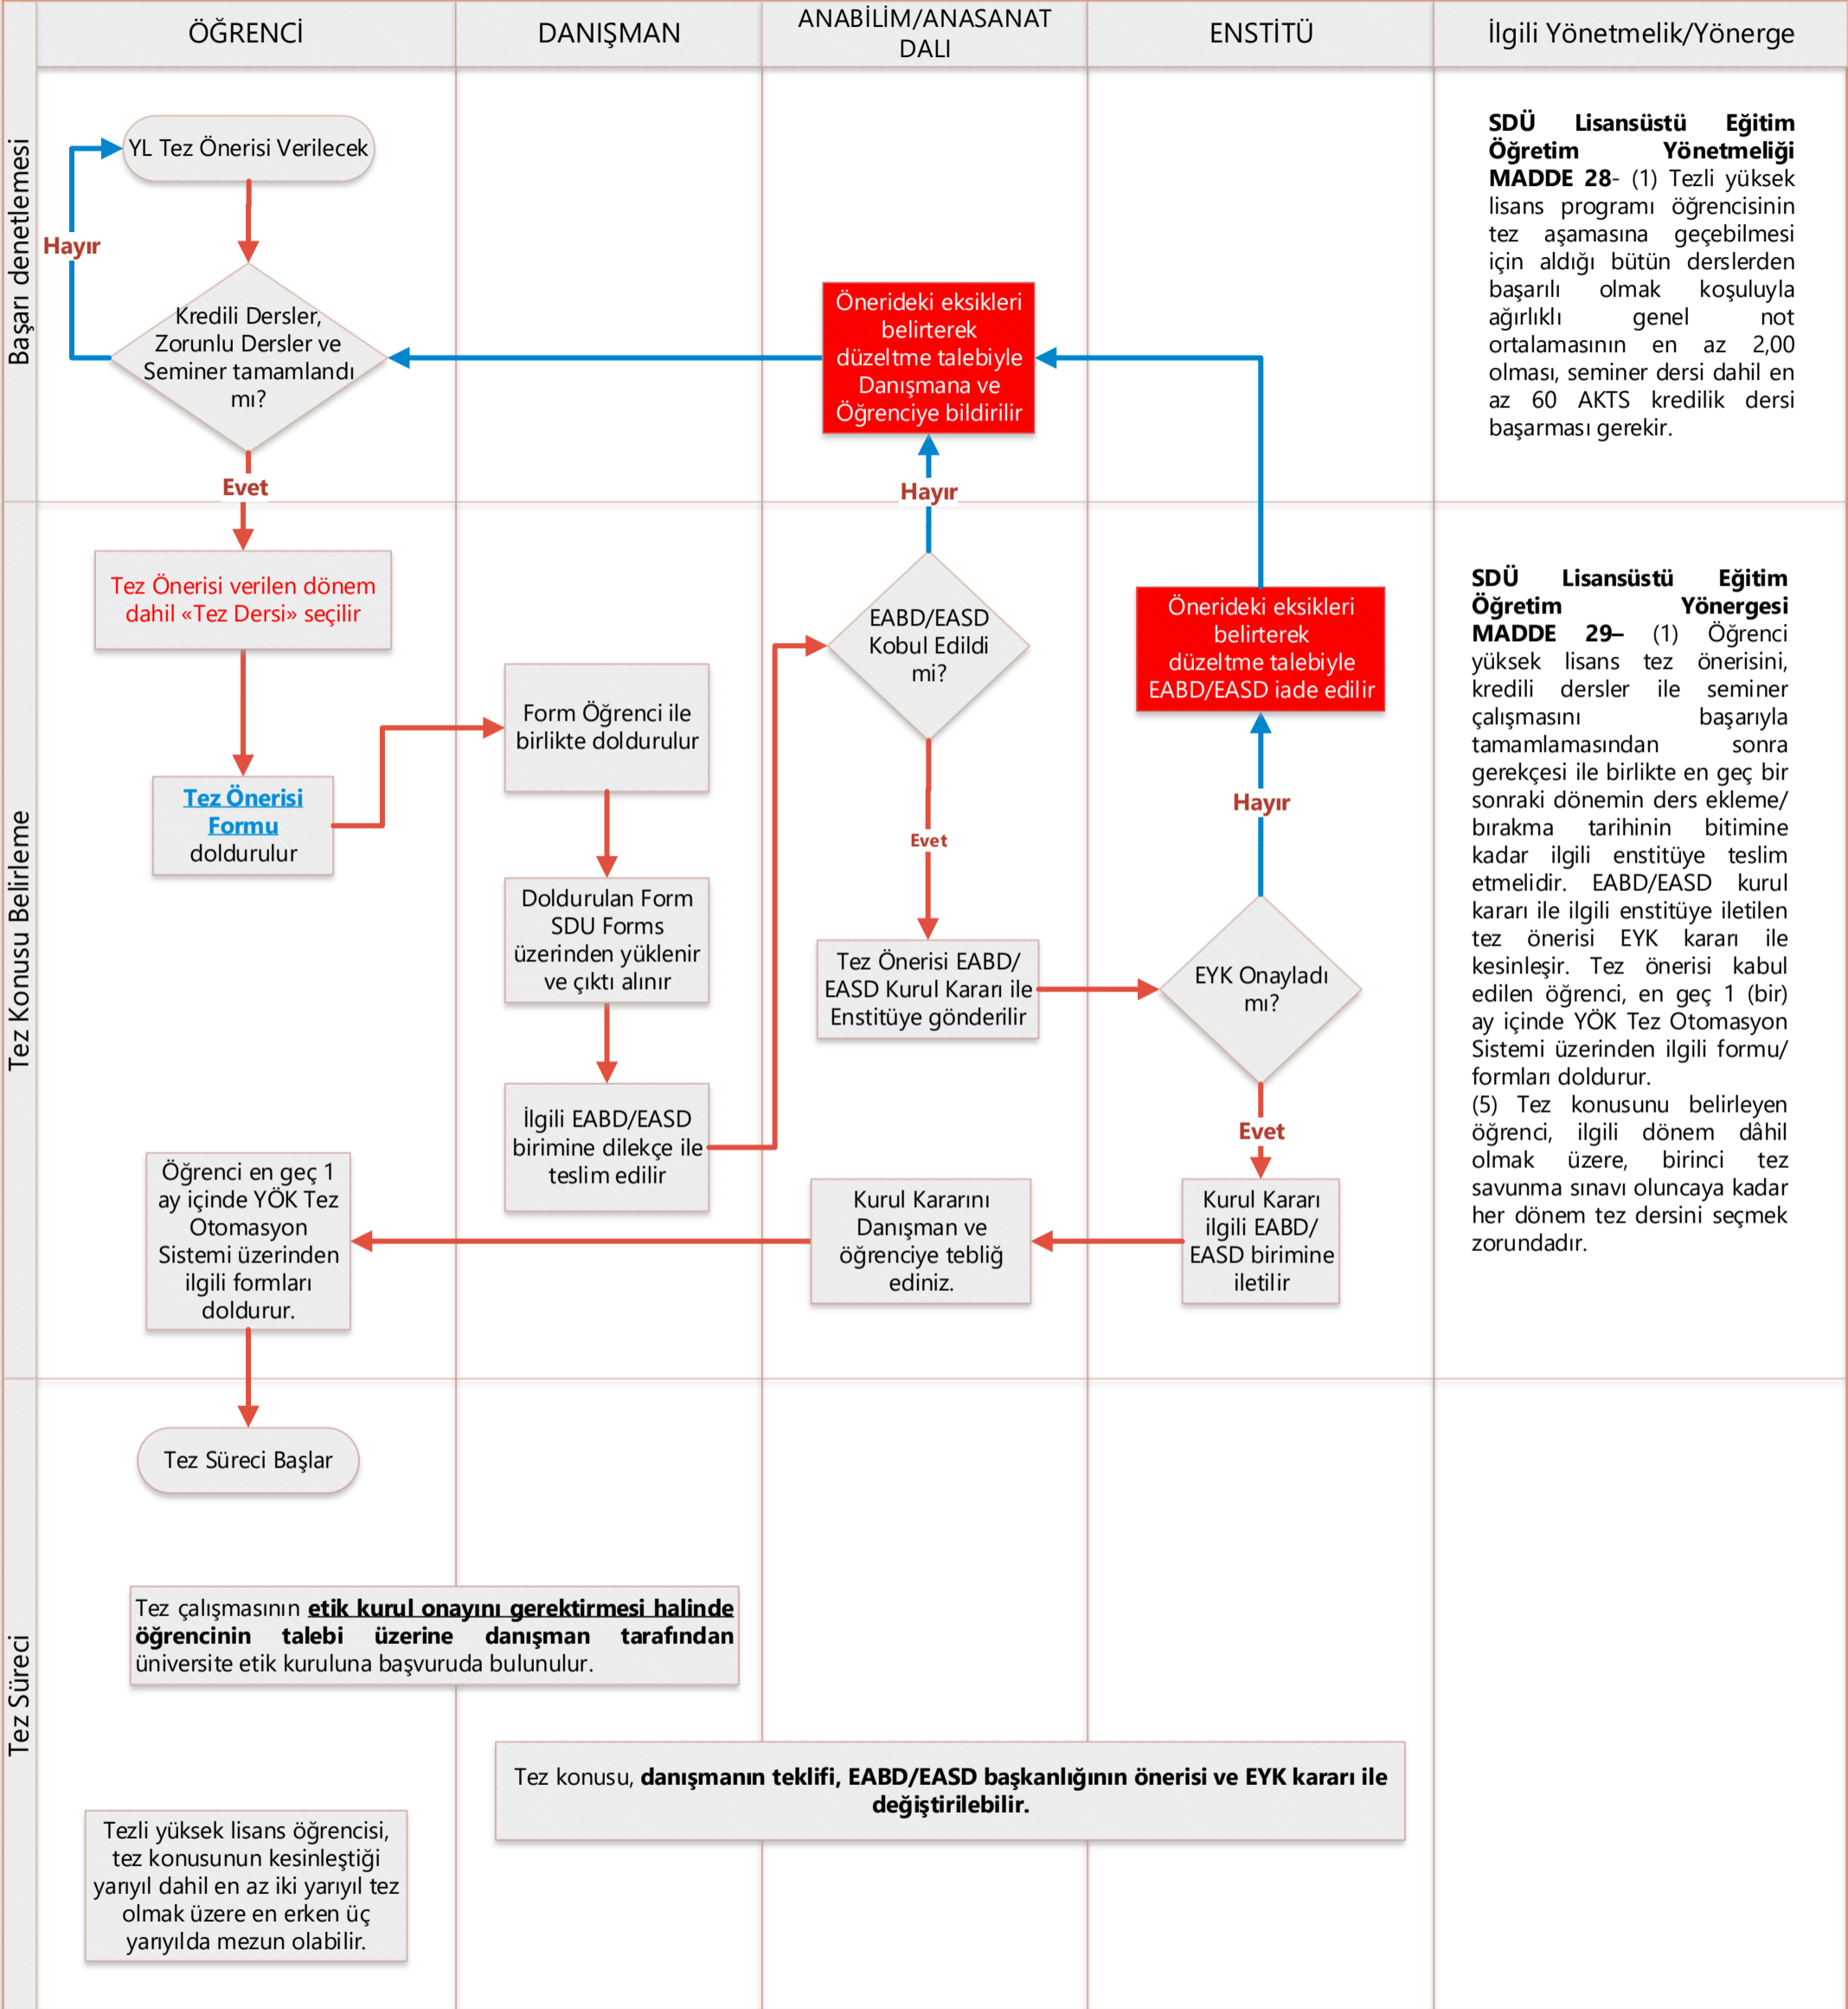 ÖĞRENCİ
DANIŞMAN
ANABİLİM/ANASANAT
DALI
ENSTİTÜ
İlgili Yönetmelik/Yönerge
Başarı denetlemesi
YL Tez Önerisi Verilecek
Hayır
Kredili Dersler,
Zorunlu Dersler ve
Seminer tamamlandı
mı?
Evet
Önerideki eksikleri
belirterek
düzeltme talebiyle
Danışmana ve
Öğrenciye bildirilir
Hayır
SDÜ Lisansüstü Eğitim
Öğretim Yönetmeliği
MADDE 28- (1) Tezli yüksek
lisans programı öğrencisinin
tez aşamasına geçebilmesi
için aldığı bütün derslerden
başarılı olmak koşuluyla
ağırlıklı genel not
ortalamasının en az 2,00
olması, seminer dersi dahil en
az 60 AKTS kredilik dersi
başarması gerekir.
Tez Konusu Belirleme
Tez Önerisi verilen dönem
dahil «Tez Dersi» seçilir
Tez Önerisi
Formu
doldurulur
Form Öğrenci ile
birlikte doldurulur
Doldurulan Form
SDU Forms
üzerinden yüklenir
ve çıktı alınır
İlgili EABD/EASD
birimine dilekçe ile
teslim edilir
EABD/EASD
Kobul Edildi
mi?
Evet
Tez Önerisi EABD/
EASD Kurul Kararı ile
Enstitüye gönderilir
Önerideki eksikleri
belirterek
düzeltme talebiyle
EABD/EASD iade edilir
Hayır
EYK Onayladı
mı?
Evet
Kurul Kararı
ilgili EABD/
EASD birimine
iletilir
Kurul Kararını
Danışman ve
öğrenciye tebliğ
ediniz.
Öğrenci en geç 1
ay içinde YÖK Tez
Otomasyon
Sistemi üzerinden
ilgili formları
doldurur.
SDÜ Lisansüstü Eğitim
Öğretim Yönergesi
MADDE 29– (1) Öğrenci
yüksek lisans tez önerisini,
kredili dersler ile seminer
çalışmasını başarıyla
tamamlamasından sonra
gerekçesi ile birlikte en geç bir
sonraki dönemin ders ekleme/
bırakma tarihinin bitimine
kadar ilgili enstitüye teslim
etmelidir. EABD/EASD kurul
kararı ile ilgili enstitüye iletilen
tez önerisi EYK kararı ile
kesinleşir. Tez önerisi kabul
edilen öğrenci, en geç 1 (bir)
ay içinde YÖK Tez Otomasyon
Sistemi üzerinden ilgili formu/
formları doldurur.
(5) Tez konusunu belirleyen
öğrenci, ilgili dönem dâhil
olmak üzere, birinci tez
savunma sınavı oluncaya kadar
her dönem tez dersini seçmek
zorundadır.
Tez Süreci
Tez Süreci Başlar
Tez çalışmasının etik kurul onayını gerektirmesi halinde
öğrencinin talebi üzerine danışman tarafından
üniversite etik kuruluna başvuruda bulunulur.
Tez konusu, danışmanın teklifi, EABD/EASD başkanlığının önerisi ve EYK kararı ile
değiştirilebilir.
Tezli yüksek lisans öğrencisi,
tez konusunun kesinleştiği
yarıyıl dahil en az iki yarıyıl tez
olmak üzere en erken üç
yarıyılda mezun olabilir.